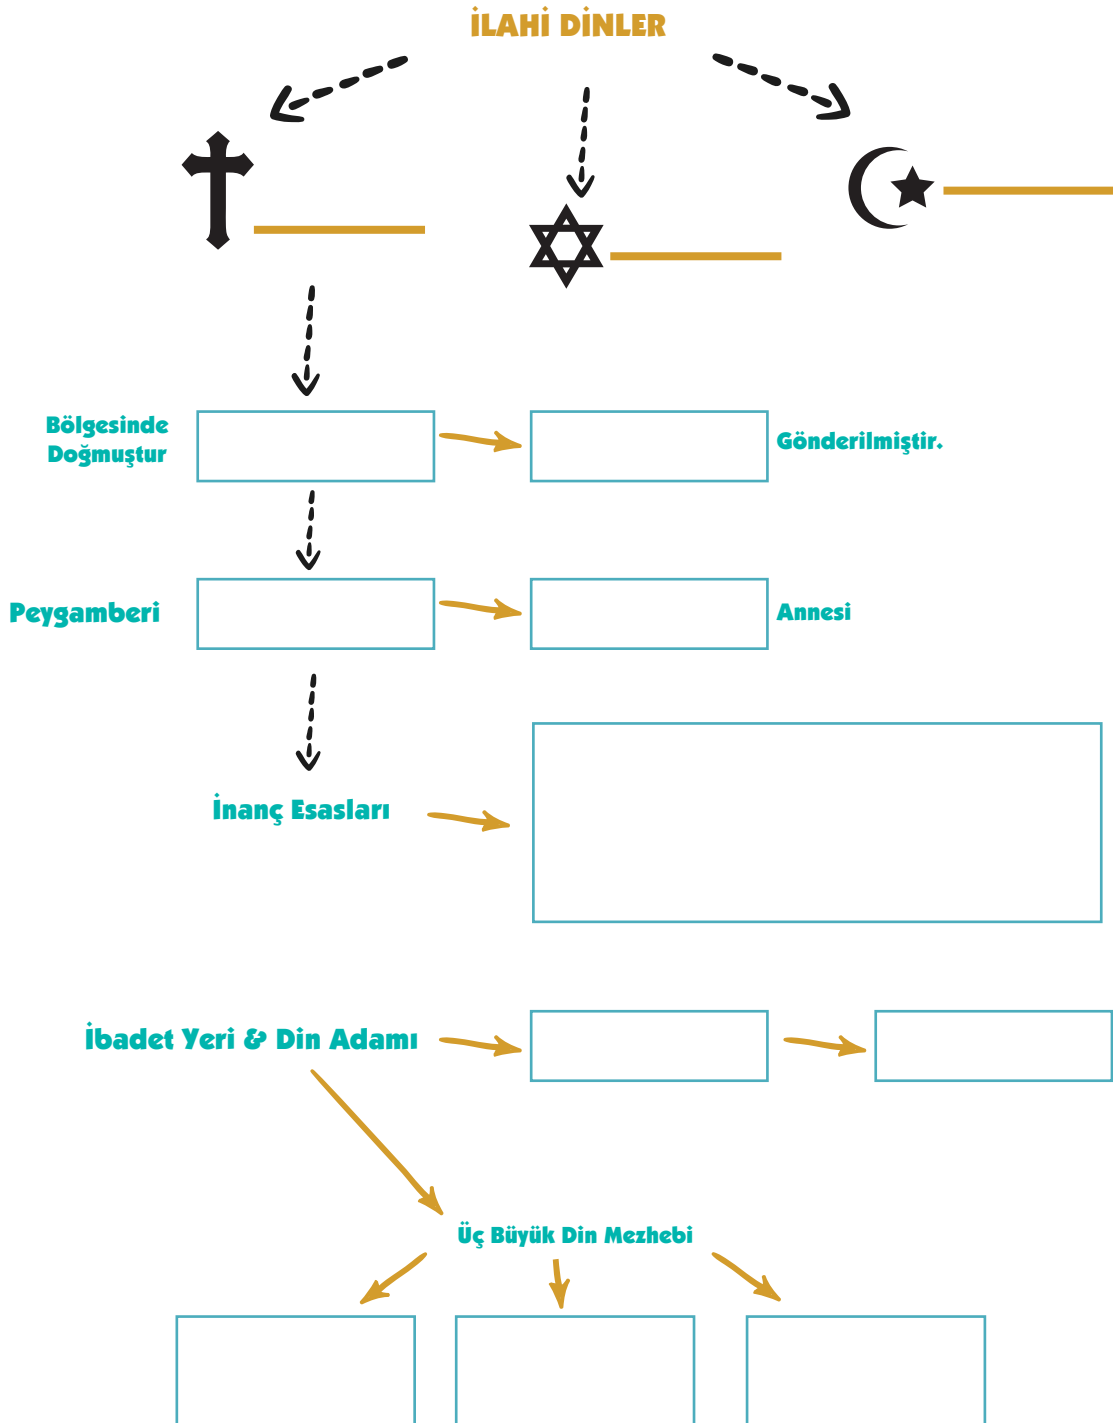 İLAHİ DİNLER
Bölgesinde
Doğmuştur
Gönderilmiştir.
Peygamberi
Annesi
İnanç Esasları
İbadet Yeri & Din Adamı
Üç Büyük Din Mezhebi